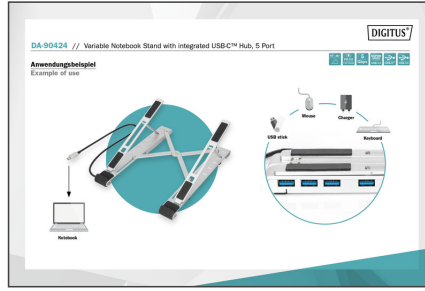 DIGITUS®
DA-90424 // Variable Notebook Stand with integrated USB-C™ Hub, 5 Port
Anwendungsbeispiel
Example of use
Mouse
Charger
USB stick
Keyboard
Notebook